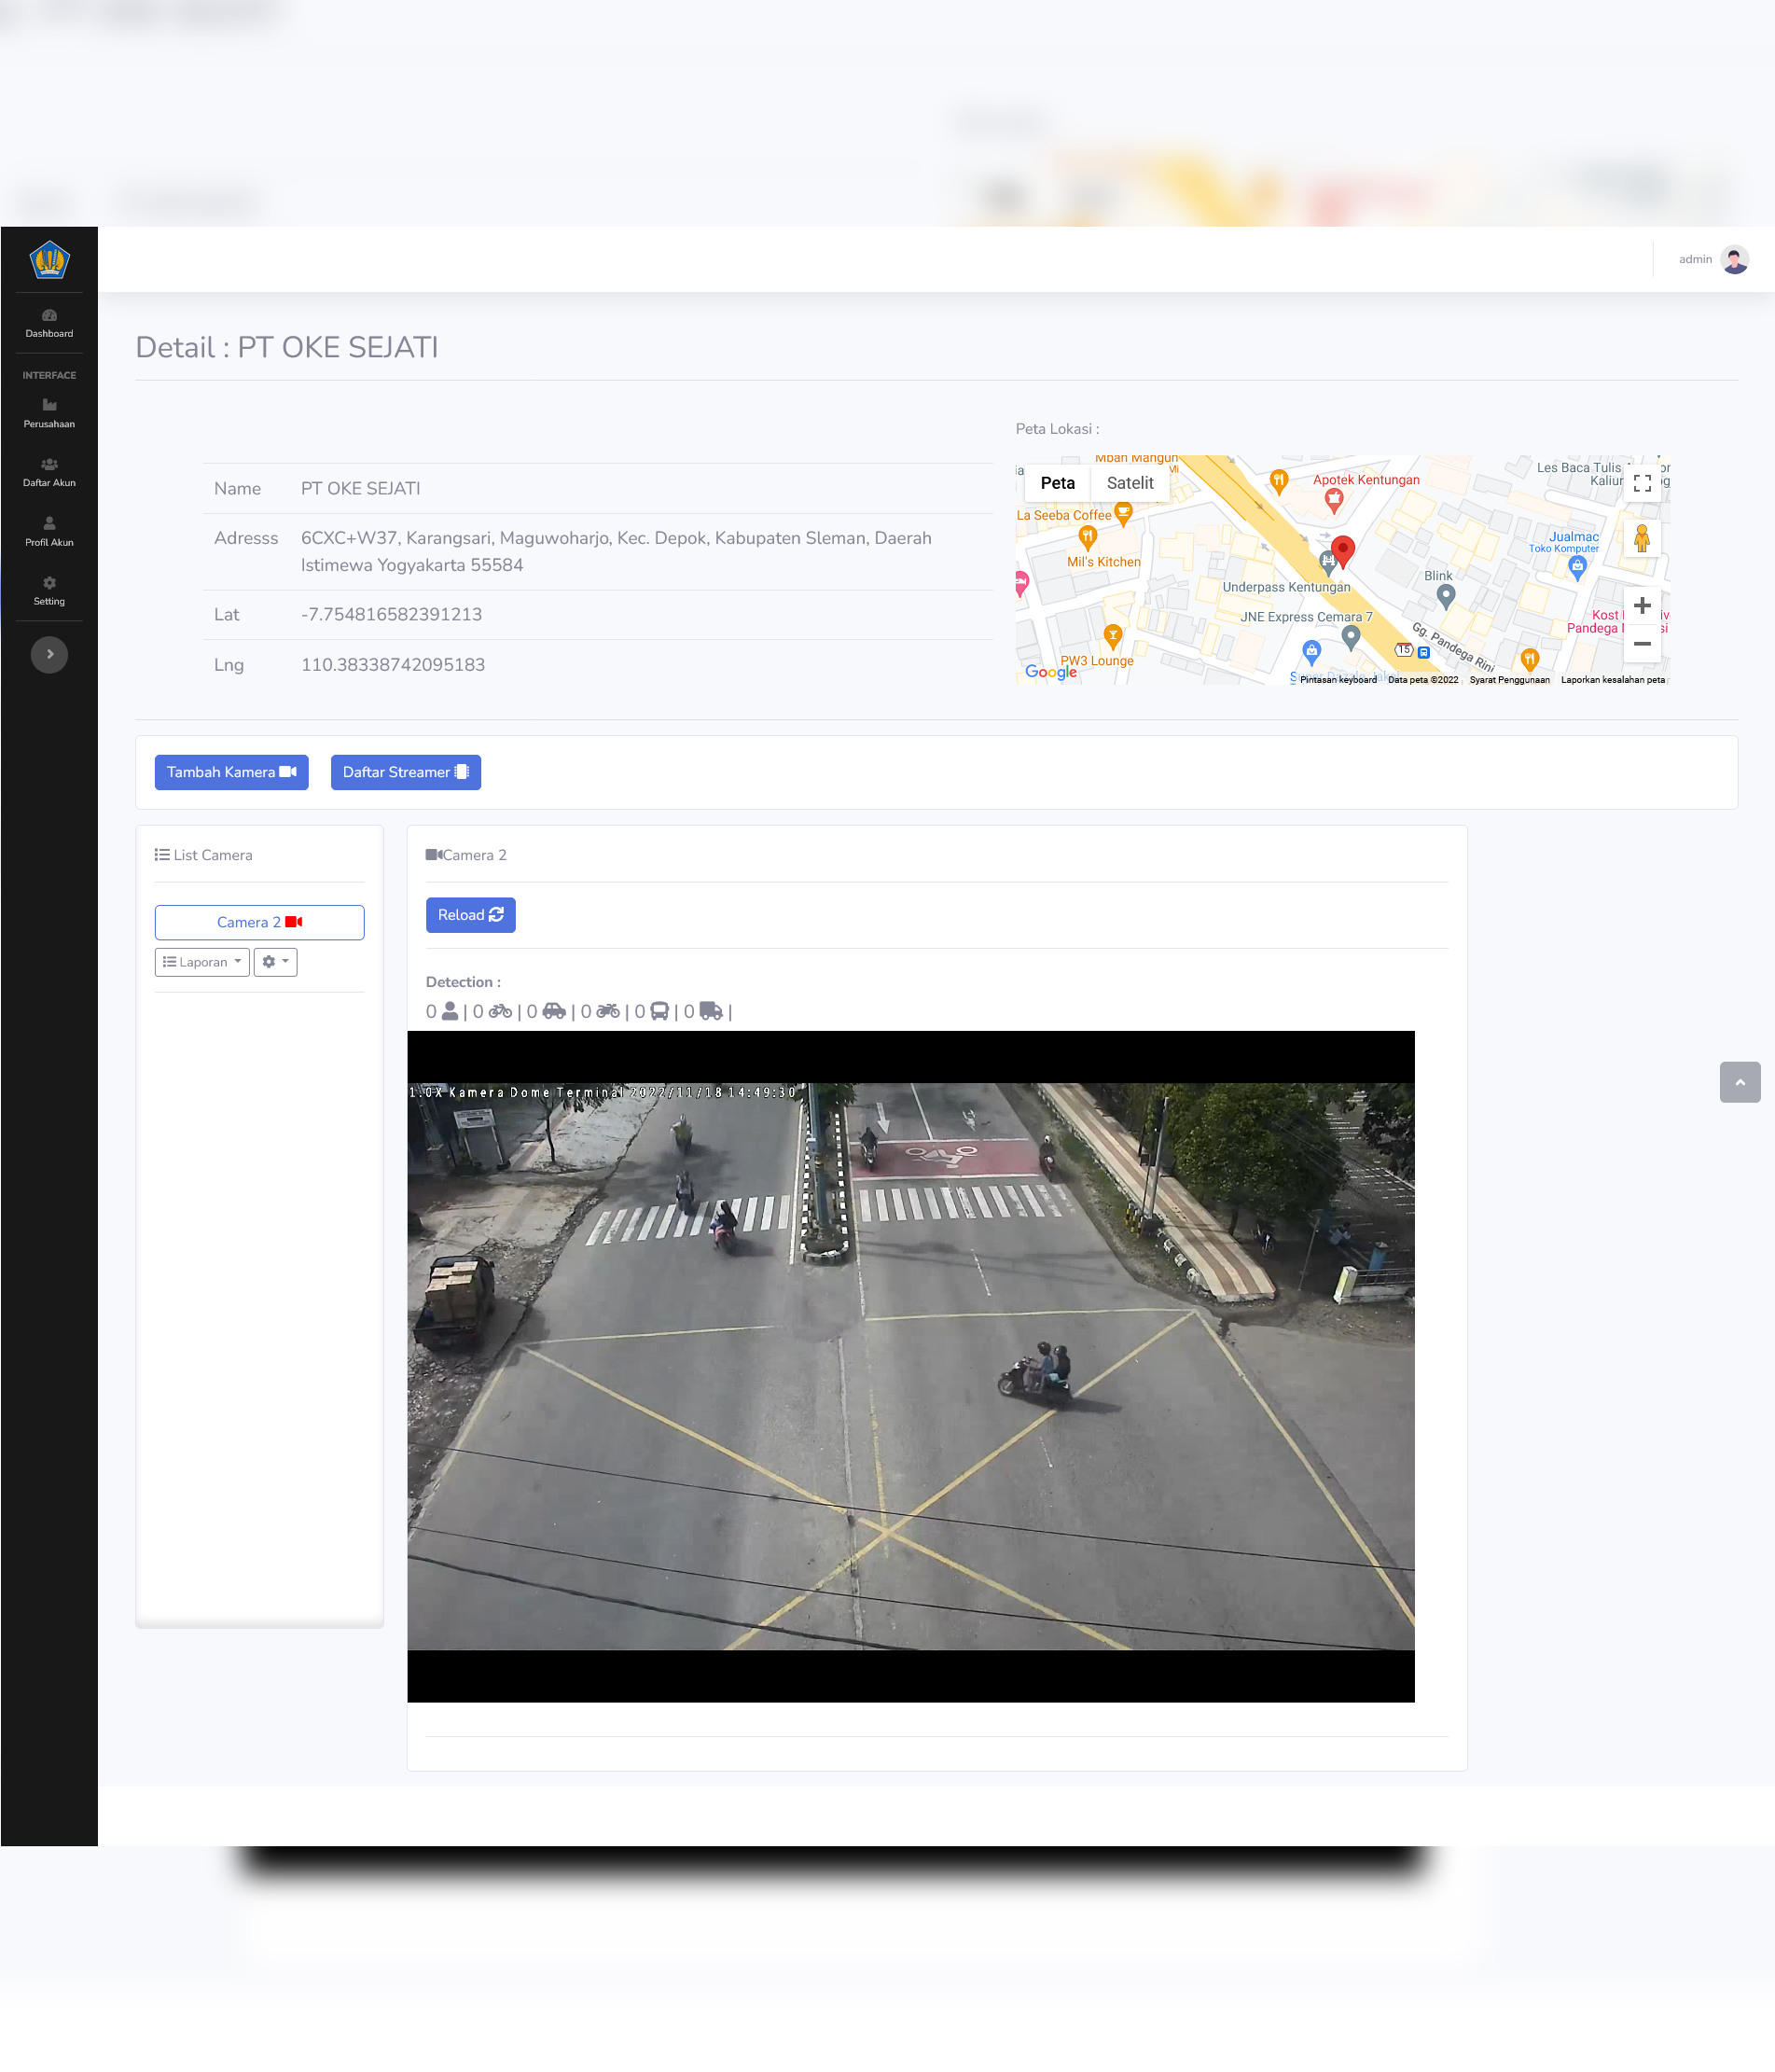 admin
Dashboard
INTERFACE
Perusahaan
Daftar Akun
Profil Akun
Setting
Detail : PT OKE SEJATI
Name PT OKE SEJATI
Adresss 6CXC+W37, Karangsari, Maguwoharjo, Kec. Depok, Kabupaten Sleman, Daerah
Istimewa Yogyakarta 55584
Lat -7.754816582391213
Lng 110.38338742095183
Peta Lokasi :
Mbah Mangun
Peta Satelit
Apotek Kentungan
Les Baca Tulis
Kaliur
La Seeba Coffee
Mil's Kitchen
Jualmac
Toko Komputer
Underpass Kentungan
Blink
JNE Express Cemara 7
Kost
Pandega
Gg. Pandega Rini
15
PW3 Lounge
Google
Pintasan keyboard Data peta ©2022 Syarat Penggunaan Laporkan kesalahan peta
Tambah Kamera
Daftar Streamer
List Camera
Camera 2
Laporan
Camera 2
Reload
Detection :
0 | 0 | 0 | 0 | 0 | 0 |
1.0X Kamera Dome Terminal 2022/11/18 14:49:30